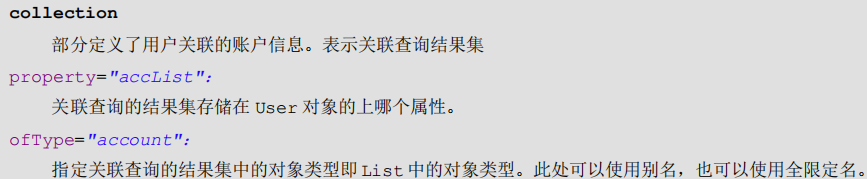 collection
部分定义了用户关联的账户信息。表示关联查询结果集
property="accList":
关联查询的结果集存储在 User 对象的上哪个属性。
ofType="account":
指定关联查询的结果集中的对象类型即 List 中的对象类型。此处可以使用别名，也可以使用全限定名。